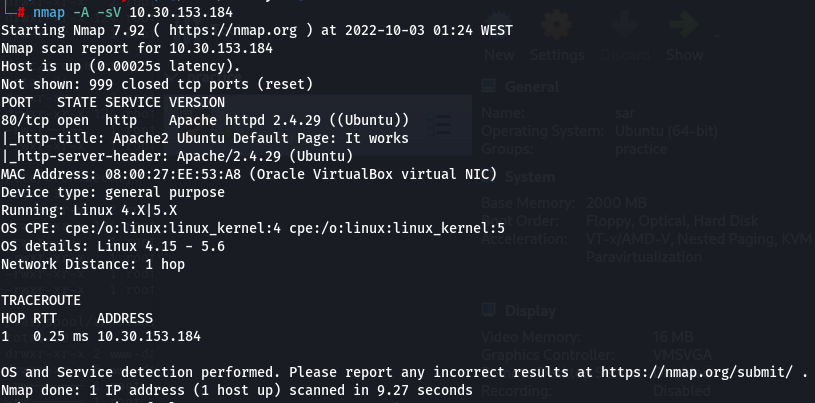 └─# nmap -A -sV 10.30.153.184
Starting Nmap 7.92 ( https://nmap.org ) at 2022-10-03 01:24 WEST
Nmap scan report for 10.30.153.184
Host is up (0.00025s latency).
Not shown: 999 closed tcp ports (reset)
PORT   STATE SERVICE VERSION
80/tcp open  http    Apache httpd 2.4.29 ((Ubuntu))
|_http-title: Apache2 Ubuntu Default Page: It works
|_http-server-header: Apache/2.4.29 (Ubuntu)
MAC Address: 08:00:27:EE:53:A8 (Oracle VirtualBox virtual NIC)
Device type: general purpose
Running: Linux 4.X|5.X
OS CPE: cpe:/o:linux:linux_kernel:4 cpe:/o:linux:linux_kernel:5
OS details: Linux 4.15 - 5.6
Network Distance: 1 hop
TRACEROUTE
HOP RTT     ADDRESS
1   0.25 ms 10.30.153.184
OS and Service detection performed. Please report any incorrect results at https://nmap.org/submit/ .
Nmap done: 1 IP address (1 host up) scanned in 9.27 seconds
New Settings Discard Show
General
Name: sar
Operating System: Ubuntu (64-bit)
Groups: practice
System
Base Memory: 2000 MB
Boot Order: Floppy, Optical, Hard Disk
Acceleration: VT-x/AMD-V, Nested Paging, KVM
Paravirtualization
Display
Video Memory: 16 MB
Graphics Controller: VMSVGA
Recording: Disabled